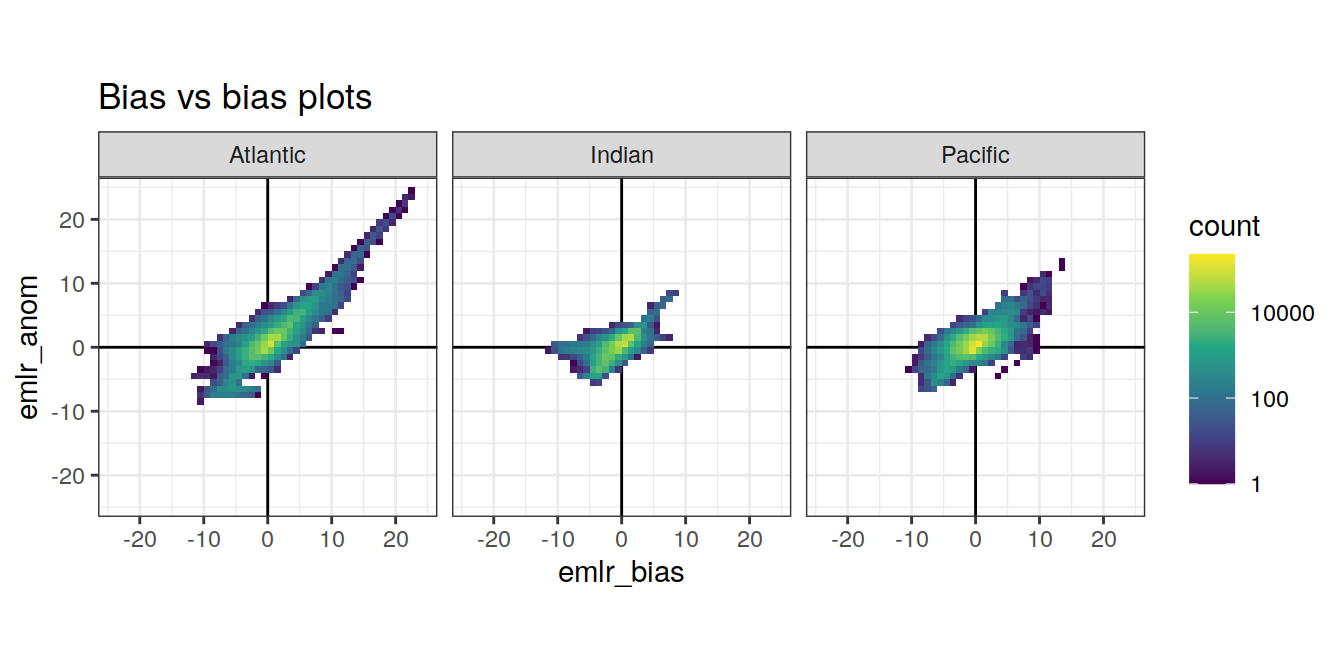 Bias vs bias plots
Atlantic
Indian
Pacific
emlr_anom
20
10
0
-10
-20
-20 -10 0 10 20
-20 -10 0 10 20
-20 -10 0 10 20
emlr_bias
count
10000
100
1